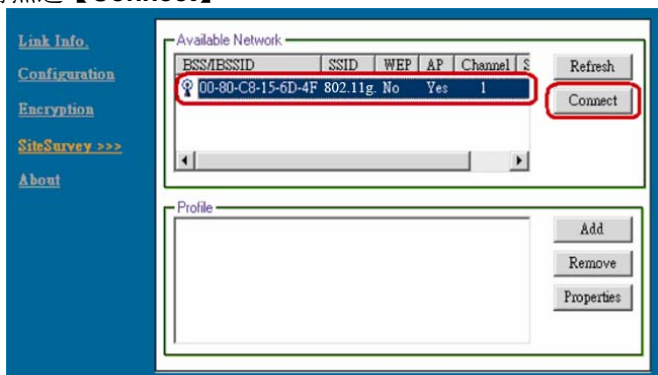 【Connect】
Link Info.
Configuration
Encryption
SiteSurvey >>>
About
Available Network
BSS/IBSSID SSID WEP AP Channel S
00-80-C8-15-6D-4F 802.11g. No Yes 1
Refresh
Connect
Profile
Add
Remove
Properties